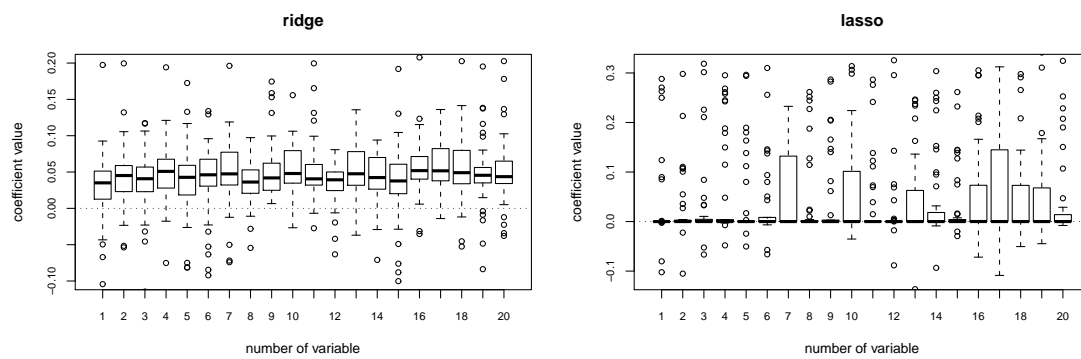 ridge
coefficient value
0.20
0.15
0.10
0.05
0.00
−0.10
1 2 3 4 5 6 7 8 9 10 12 14 16 18 20
number of variable
lasso
coefficient value
0.3
0.2
0.1
0.0
−0.1
1 2 3 4 5 6 7 8 9 10 12 14 16 18 20
number of variable